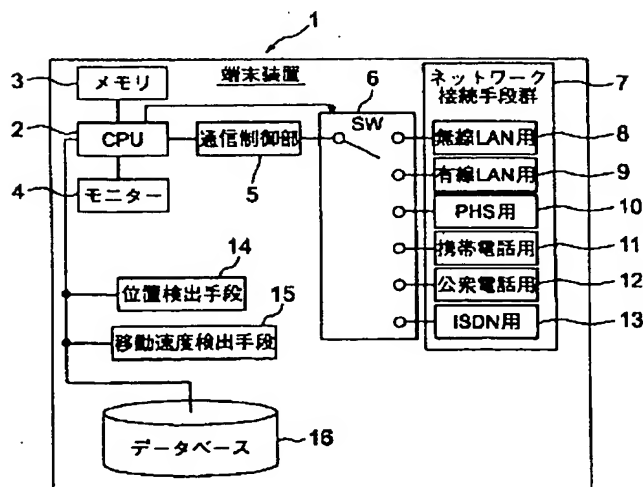 1
端末装置
3
メモリ
2
CPU
4
モニター
通信制御部
5
6
SW
ネットワーク
接続手段群
7
無線LAN用
8
有線LAN用
9
PHS用
10
携帯電話用
11
公衆電話用
12
ISDN用
13
14
位置検出手段
15
移動速度検出手段
データベース
16